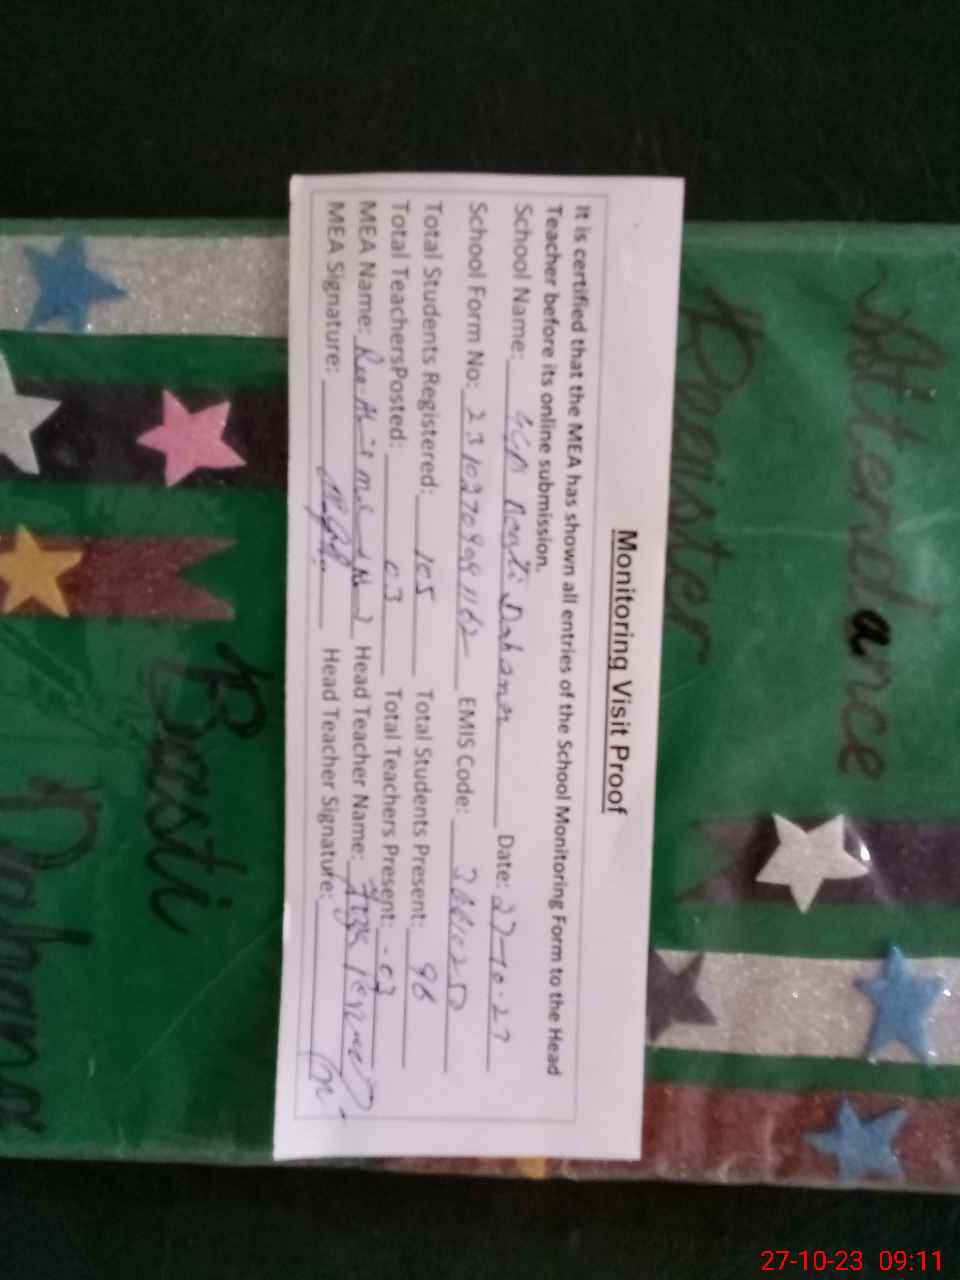 Monitoring Visit Proof
It is certified that the MEA has shown all entries of the School Monitoring Form to the Head
Teacher before its online submission.
School Name: Dahana Date: 27-10-23
School Form No: EMIS Code:
Total Students Registered: 105 Total Students Present: 96
Total TeachersPosted: 03 Total Teachers Present: 03
MEA Name: Head Teacher Name:
MEA Signature: Head Teacher Signature:
Attendance
Register
Basti
Dahana
27-10-23 09:11